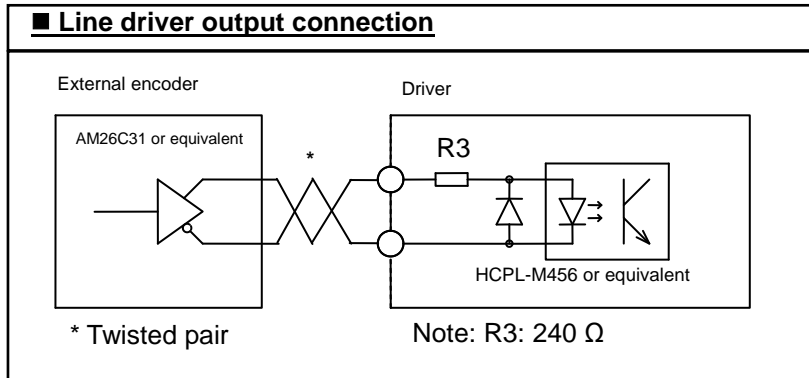 ■ Line driver output connection
External encoder
Driver
AM26C31 or equivalent
*
R3
HCPL-M456 or equivalent
* Twisted pair
Note: R3: 240 Ω